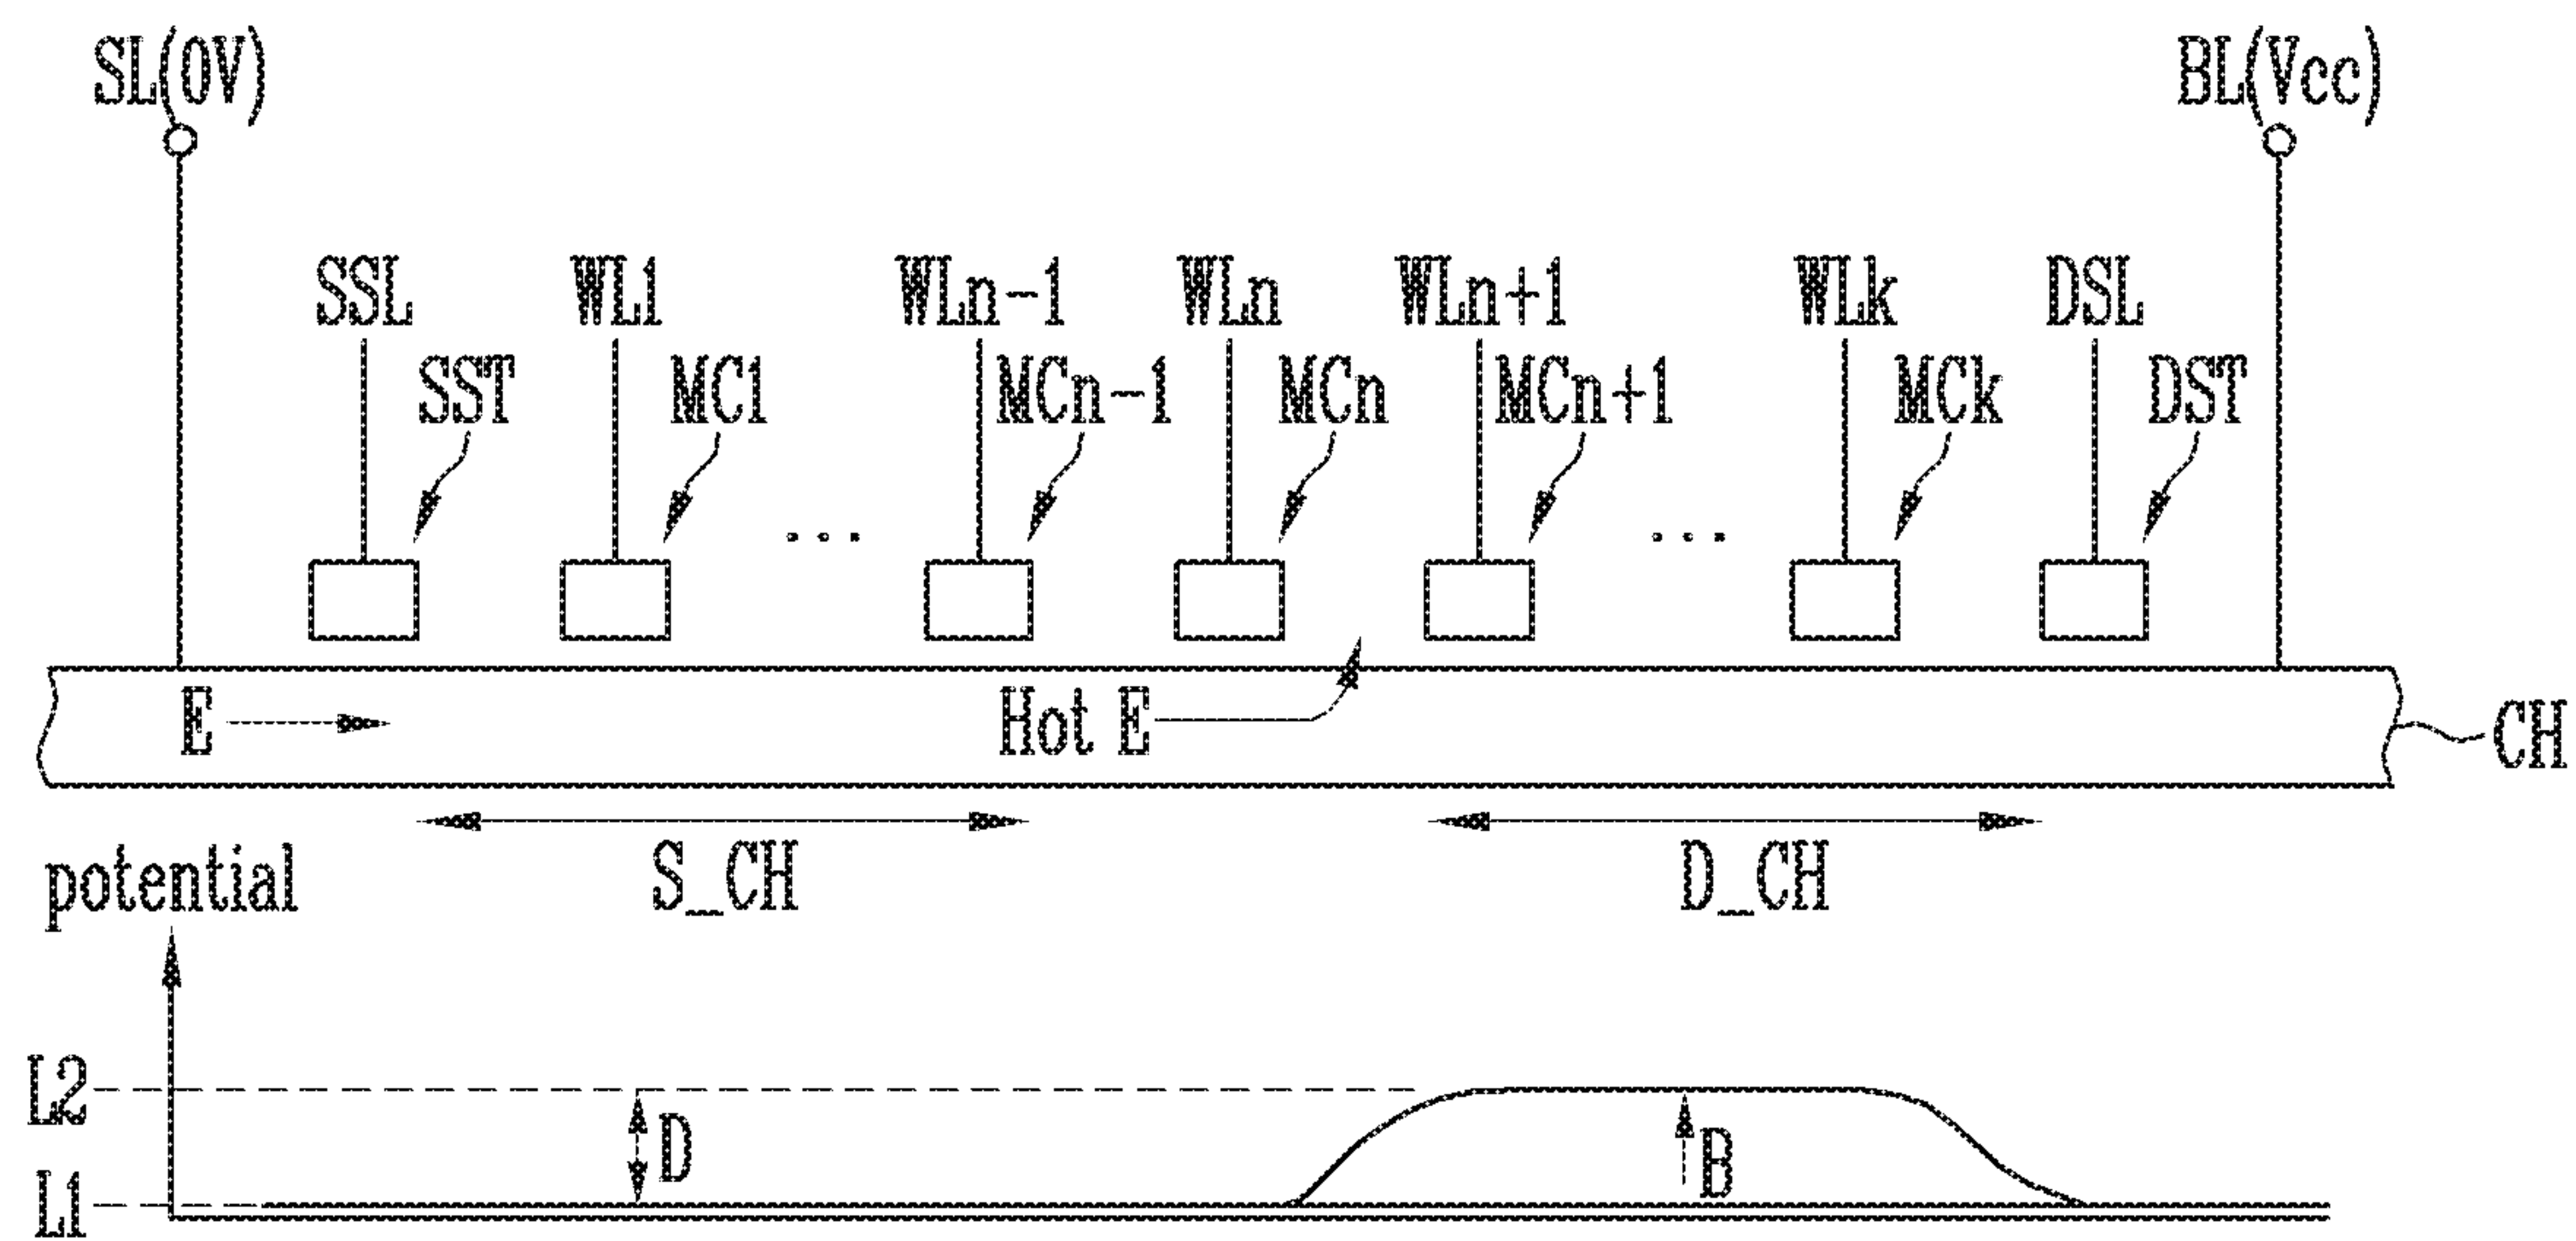 SL(0V) BL(Vcc)
SSL WL1 WLn-1 WLn WLn+1 WLk DSL
SST MC1 MCn-1 MCn MCn+1 MCk DST
... ...
E Hot E CH
S_CH D_CH
potential
L2
D B
L1